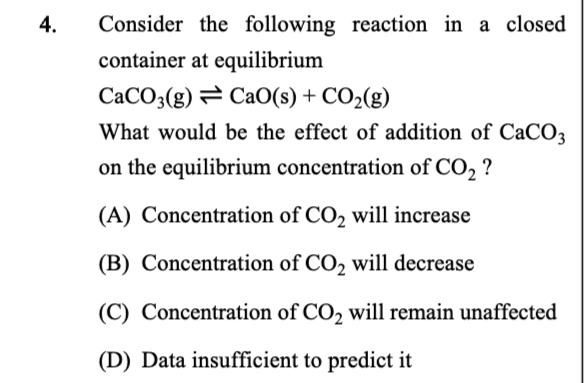 4. Consider the following reaction in a closed
container at equilibrium
CaCO₃(g) ⇌ CaO(s) + CO₂(g)
What would be the effect of addition of CaCO₃
on the equilibrium concentration of CO₂ ?
(A) Concentration of CO₂ will increase
(B) Concentration of CO₂ will decrease
(C) Concentration of CO₂ will remain unaffected
(D) Data insufficient to predict it